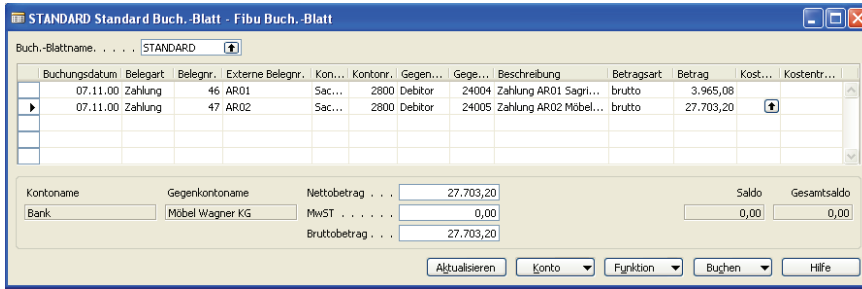 STANDARD Standard Buch.-Blatt - Fibu Buch.-Blatt
Buch.-Blattname. . . . . STANDARD
Buchungsdatum Belegart Belegnr. Externe Belegnr. Kon... Kontonr. Gegen... Gege... Beschreibung Betragsart Betrag Kost... Kostentr...
07.11.00 Zahlung 46 AR01 Sac... 2800 Debitor 24004 Zahlung AR01 Sagri... brutto 3.965,08
07.11.00 Zahlung 47 AR02 Sac... 2800 Debitor 24005 Zahlung AR02 Möbel... brutto 27.703,20
Kontoname Gegenkontoname Nettobetrag . . . 27.703,20 Saldo Gesamtsaldo
Bank Möbel Wagner KG MwST . . . . . . 0,00 0,00 0,00
Bruttobetrag . . . 27.703,20
Aktualisieren Konto Funktion Buchen Hilfe